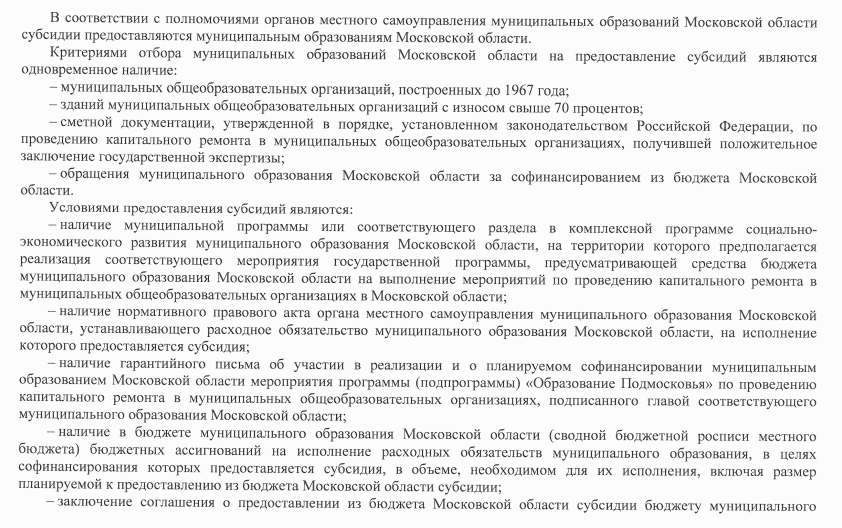 В соответствии с полномочиями органов местного самоуправления муниципальных образований Московской области
субсидии предоставляются муниципальным образованиям Московской области.
Критериями отбора муниципальных образований Московской области на предоставление субсидий являются
одновременное наличие:
– муниципальных общеобразовательных организаций, построенных до 1967 года;
– зданий муниципальных общеобразовательных организаций с износом свыше 70 процентов;
– сметной документации, утвержденной в порядке, установленном законодательством Российской Федерации, по
проведению капитального ремонта в муниципальных общеобразовательных организациях, получившей положительное
заключение государственной экспертизы;
– обращения муниципального образования Московской области за софинансированием из бюджета Московской
области.
Условиями предоставления субсидий являются:
– наличие муниципальной программы или соответствующего раздела в комплексной программе социально-
экономического развития муниципального образования Московской области, на территории которого предполагается
реализация соответствующего мероприятия государственной программы, предусматривающей средства бюджета
муниципального образования Московской области на выполнение мероприятий по проведению капитального ремонта в
муниципальных общеобразовательных организациях в Московской области;
– наличие нормативного правового акта органа местного самоуправления муниципального образования Московской
области, устанавливающего расходное обязательство муниципального образования Московской области, на исполнение
которого предоставляется субсидия;
– наличие гарантийного письма об участии в реализации и о планируемом софинансировании муниципальным
образованием Московской области мероприятия программы (подпрограммы) «Образование Подмосковья» по проведению
капитального ремонта в муниципальных общеобразовательных организациях, подписанного главой соответствующего
муниципального образования Московской области;
– наличие в бюджете муниципального образования Московской области (сводной бюджетной росписи местного
бюджета) бюджетных ассигнований на исполнение расходных обязательств муниципального образования, в целях
софинансирования которых предоставляется субсидия, в объеме, необходимом для их исполнения, включая размер
планируемой к предоставлению из бюджета Московской области субсидии;
– заключение соглашения о предоставлении из бюджета Московской области субсидии бюджету муниципального